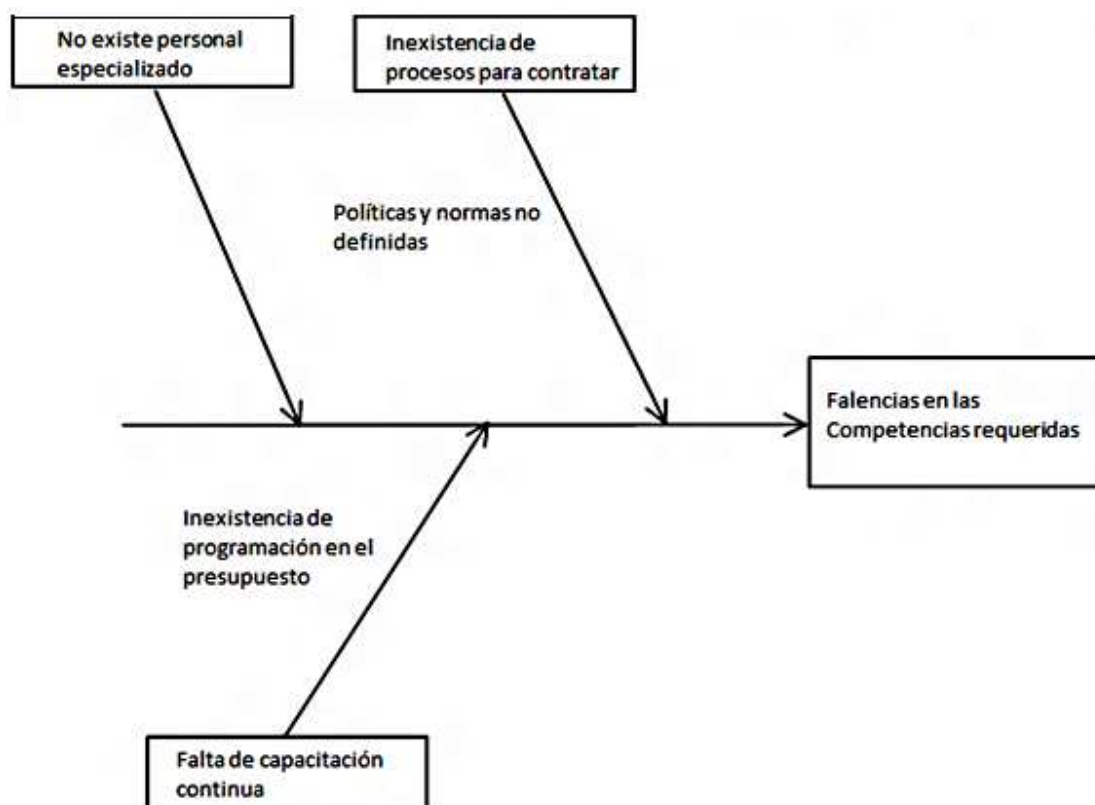 No existe personal
especializado
Inexistencia de
procesos para contratar
Políticas y normas no
definidas
Falencias en las
Competencias requeridas
Inexistencia de
programación en el
presupuesto
Falta de capacitación
continua